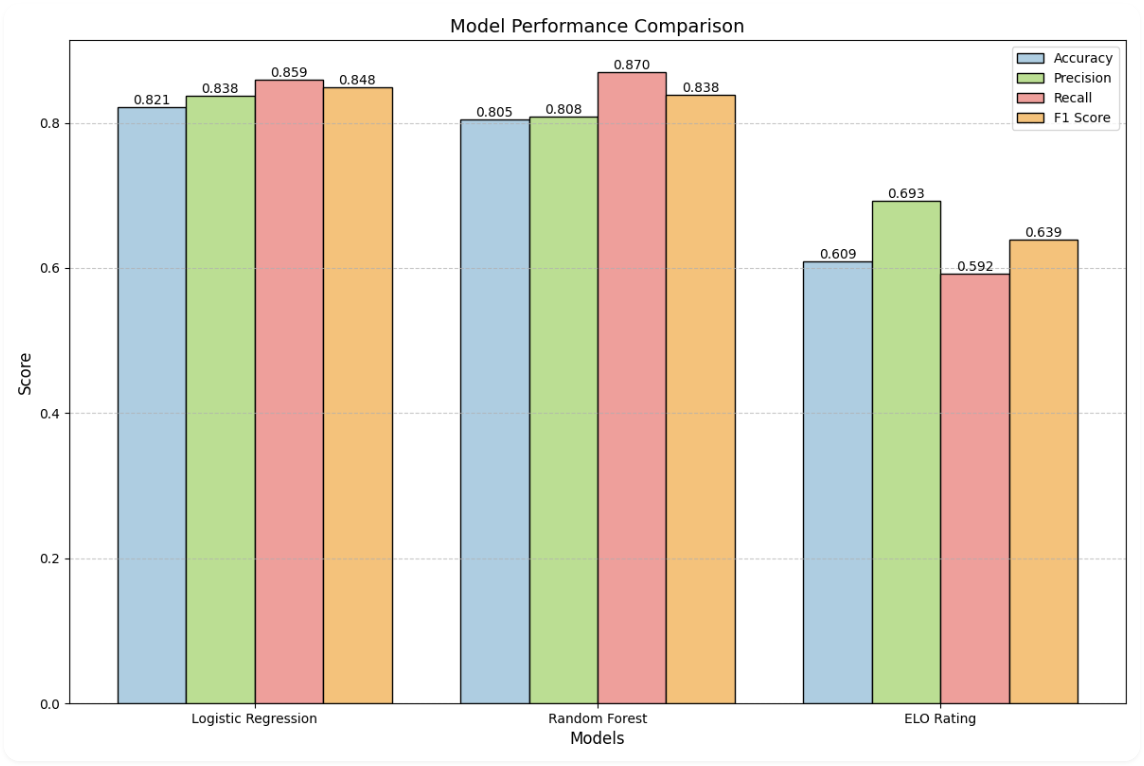 Model Performance Comparison
Accuracy
Precision
Recall
F1 Score
0.821
0.838
0.859
0.848
0.805
0.808
0.870
0.838
0.609
0.693
0.592
0.639
Score
0.8
0.6
0.4
0.2
0.0
Logistic Regression
Random Forest
ELO Rating
Models